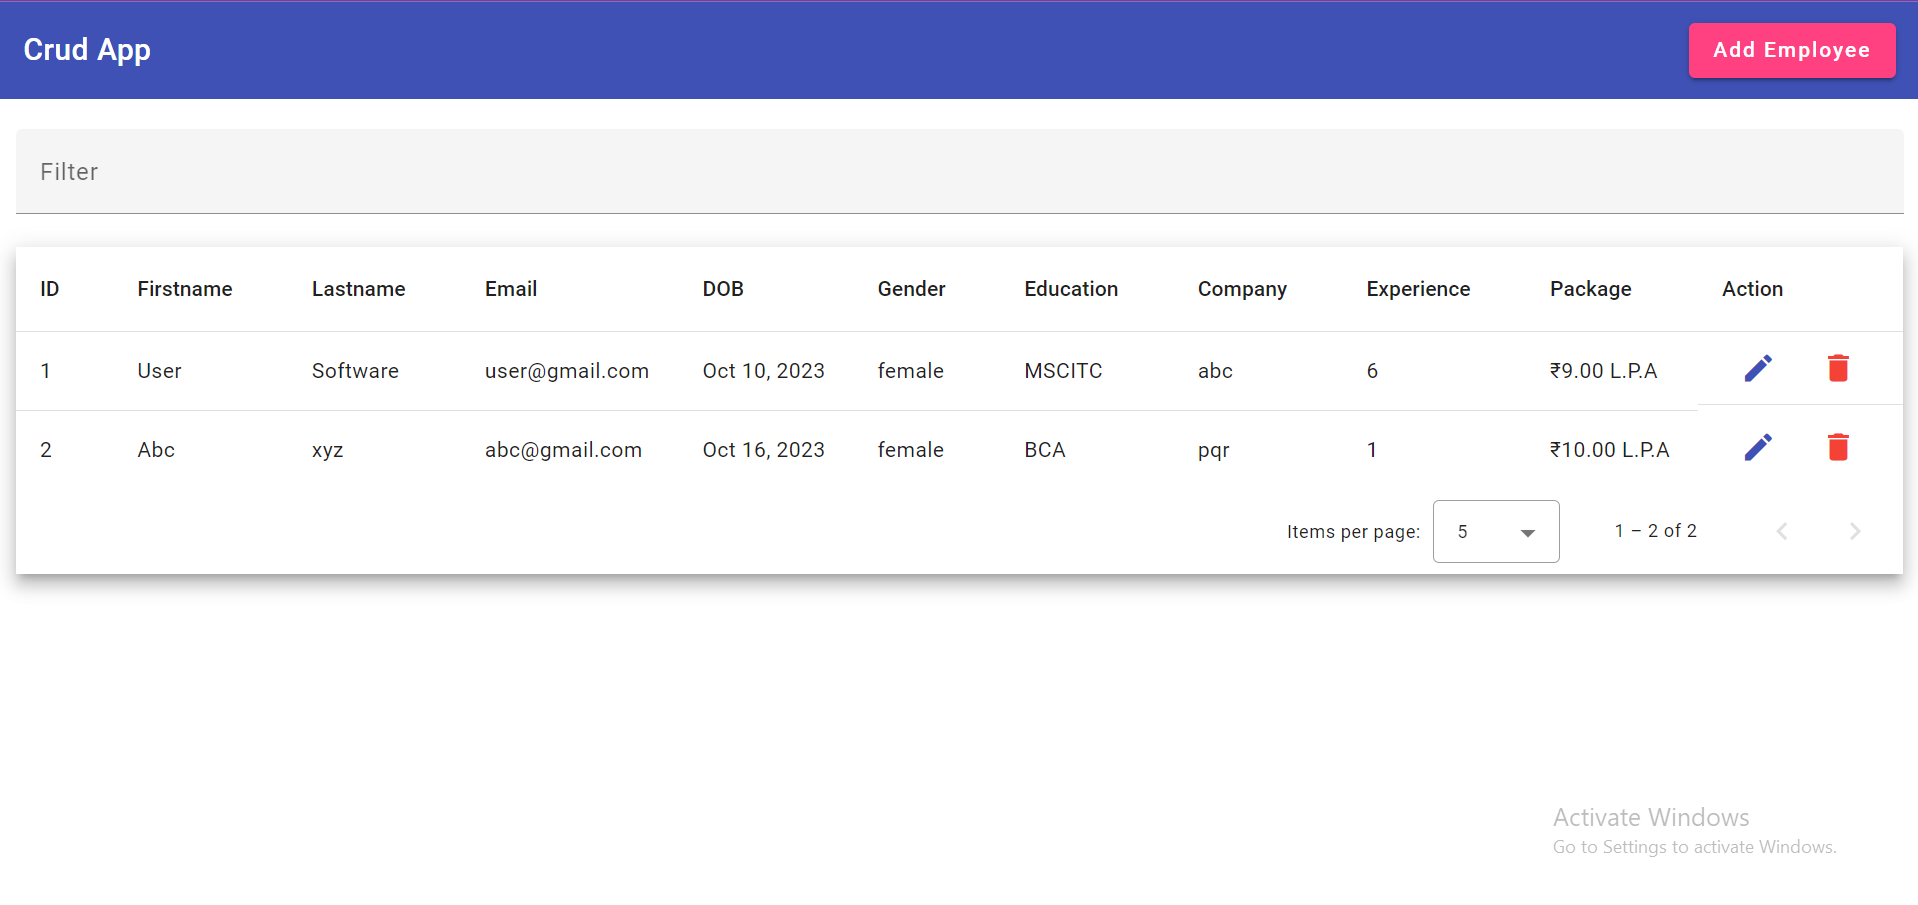 Crud App Add Employee
Filter
ID Firstname Lastname Email DOB Gender Education Company Experience Package Action
1 User Software user@gmail.com Oct 10, 2023 female MSCITC abc 6 ₹9.00 L.P.A
2 Abc xyz abc@gmail.com Oct 16, 2023 female BCA pqr 1 ₹10.00 L.P.A
Items per page: 5 1 – 2 of 2
Activate Windows
Go to Settings to activate Windows.